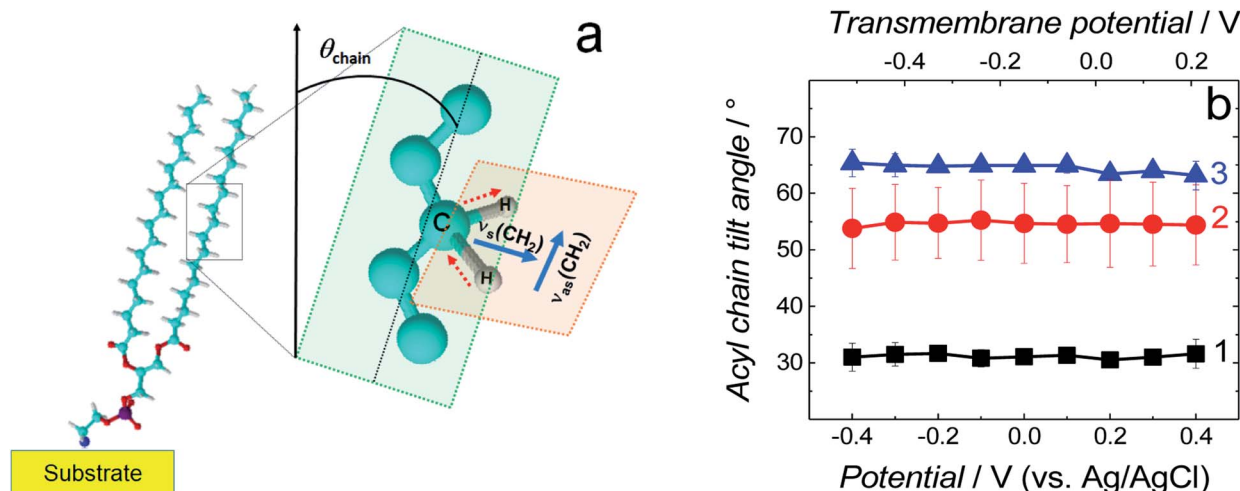 a
θchain
C
H
H
νs(CH2)
νas(CH2)
Substrate
Transmembrane potential / V
-0.4 -0.2 0.0 0.2
b
Acyl chain tilt angle / °
70
60
50
40
30
3
2
1
-0.4 -0.2 0.0 0.2 0.4
Potential / V (vs. Ag/AgCl)